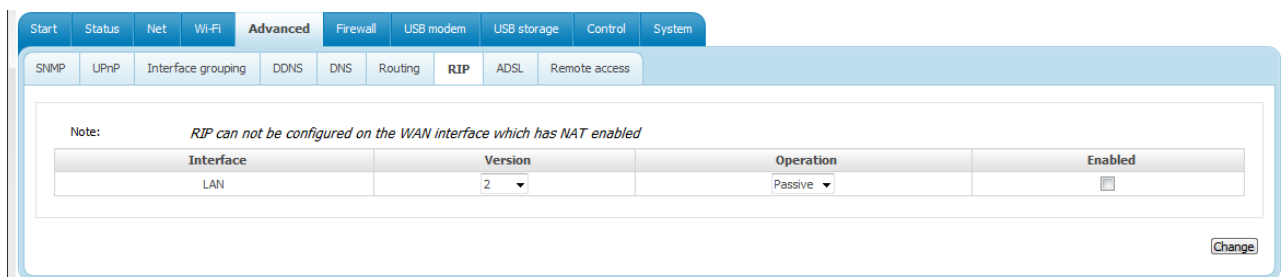 Start Status Net Wi-Fi Advanced Firewall USB modem USB storage Control System
SNMP UPnP Interface grouping DDNS DNS Routing RIP ADSL Remote access
Note: RIP can not be configured on the WAN interface which has NAT enabled
Interface Version Operation Enabled
LAN 2 Passive
Change